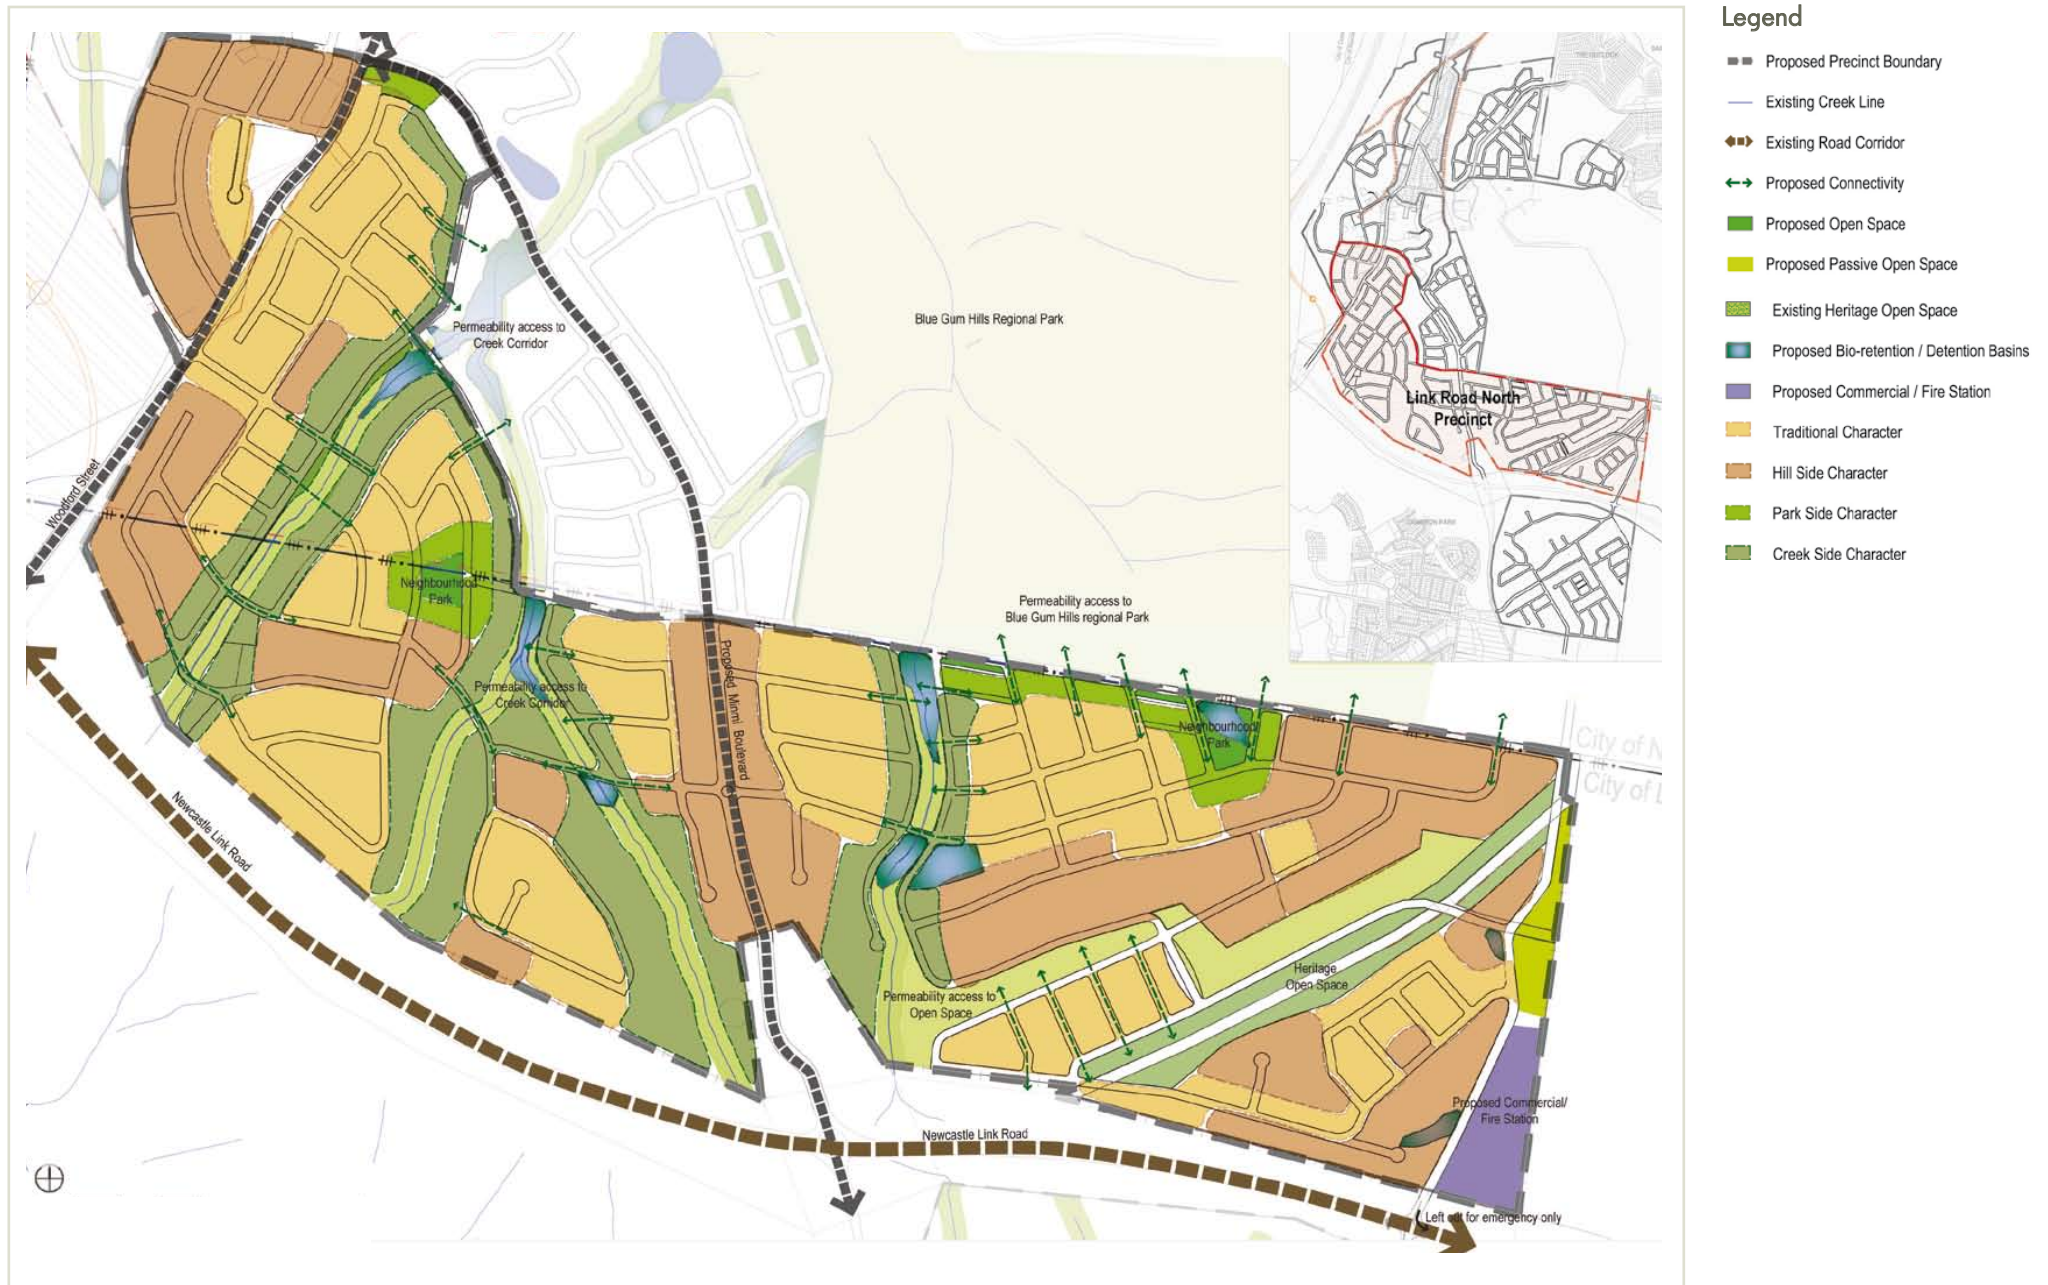 Legend
Proposed Precinct Boundary
Existing Creek Line
Existing Road Corridor
Proposed Connectivity
Proposed Open Space
Proposed Passive Open Space
Existing Heritage Open Space
Proposed Bio-retention / Detention Basins
Proposed Commercial / Fire Station
Traditional Character
Hill Side Character
Park Side Character
Creek Side Character
Link Road North
Precinct
Blue Gum Hills Regional Park
Permeability access to
Creek Corridor
Woodford Street
Neighbourhood
Park
Permeability access to
Blue Gum Hills regional Park
Permeability access to
Creek Corridor
Proposed Minmi Boulevard
Neighbourhood
Park
City of N
City of L
Newcastle Link Road
Heritage
Open Space
Permeability access to
Open Space
Proposed Commercial/
Fire Station
Newcastle Link Road
Left out for emergency only